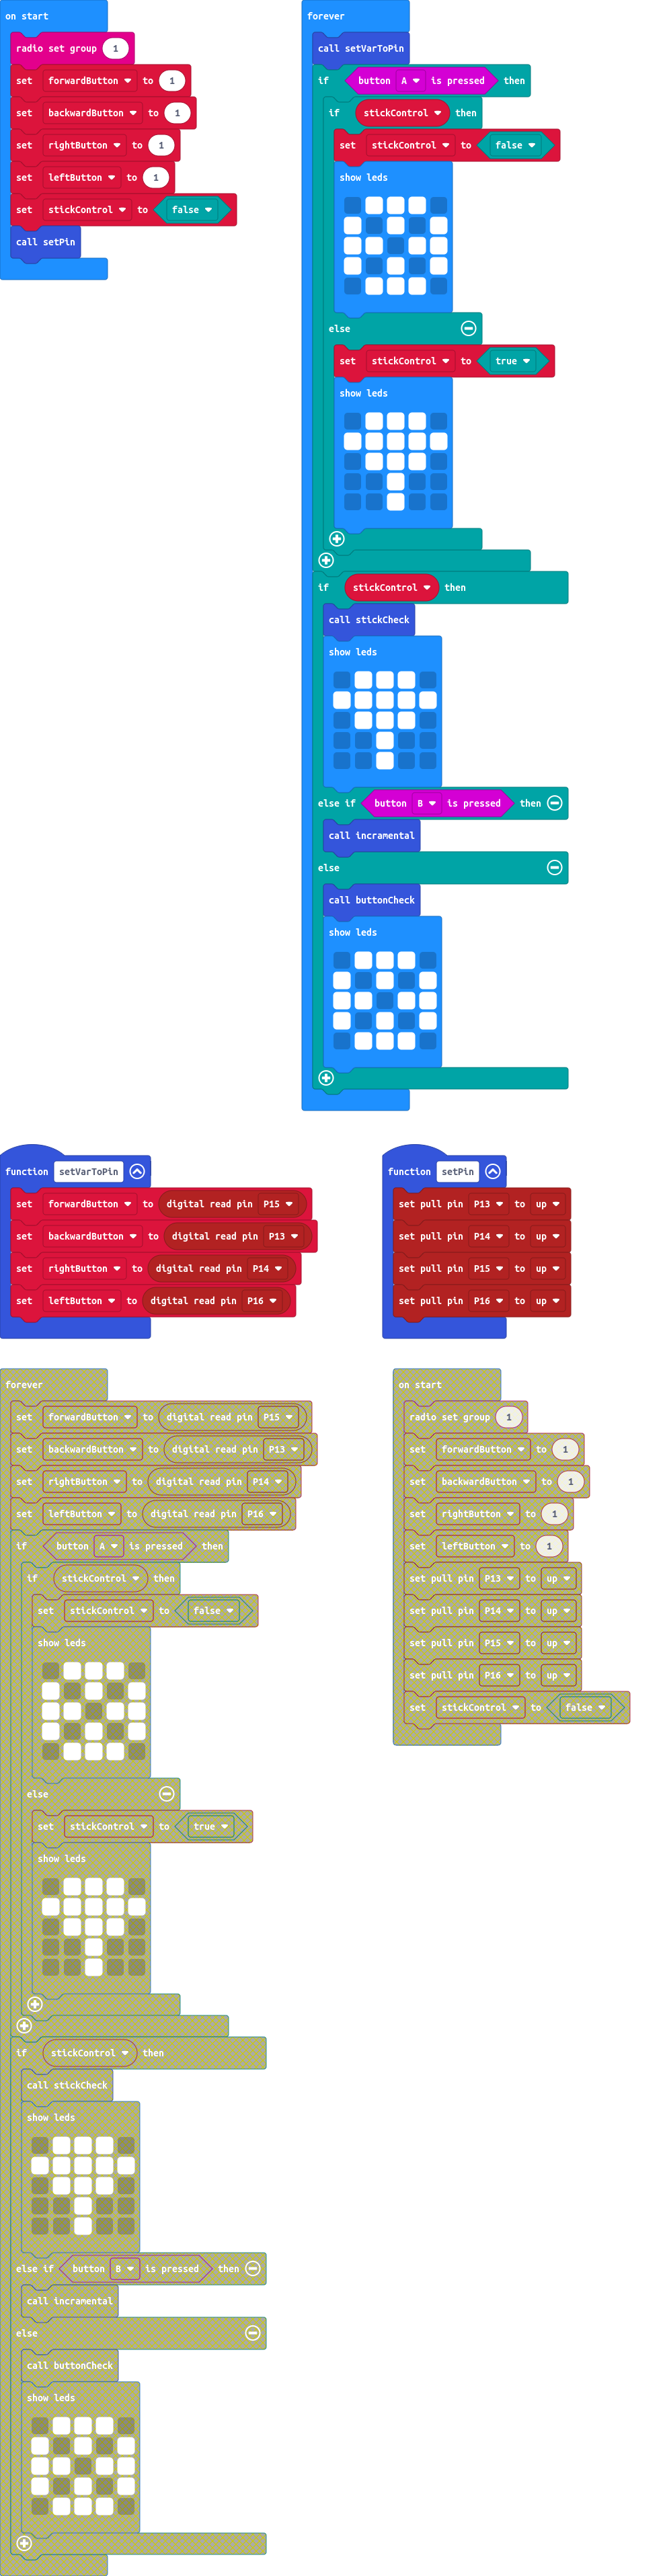 on start
radio set group 1
set forwardButton to 1
set backwardButton to 1
set rightButton to 1
set leftButton to 1
set stickControl to false
call setPin
forever
call setVarToPin
if button A is pressed then
if stickControl then
set stickControl to false
show leds
else
set stickControl to true
show leds
if stickControl then
call stickCheck
show leds
else if button B is pressed then
call incramental
else
call buttonCheck
show leds
function setVarToPin
set forwardButton to digital read pin P15
set backwardButton to digital read pin P13
set rightButton to digital read pin P14
set leftButton to digital read pin P16
function setPin
set pull pin P13 to up
set pull pin P14 to up
set pull pin P15 to up
set pull pin P16 to up
forever
set forwardButton to digital read pin P15
set backwardButton to digital read pin P13
set rightButton to digital read pin P14
set leftButton to digital read pin P16
if button A is pressed then
if stickControl then
set stickControl to false
show leds
else
set stickControl to true
show leds
if stickControl then
call stickCheck
show leds
else if button B is pressed then
call incramental
else
call buttonCheck
show leds
on start
radio set group 1
set forwardButton to 1
set backwardButton to 1
set rightButton to 1
set leftButton to 1
set pull pin P13 to up
set pull pin P14 to up
set pull pin P15 to up
set pull pin P16 to up
set stickControl to false